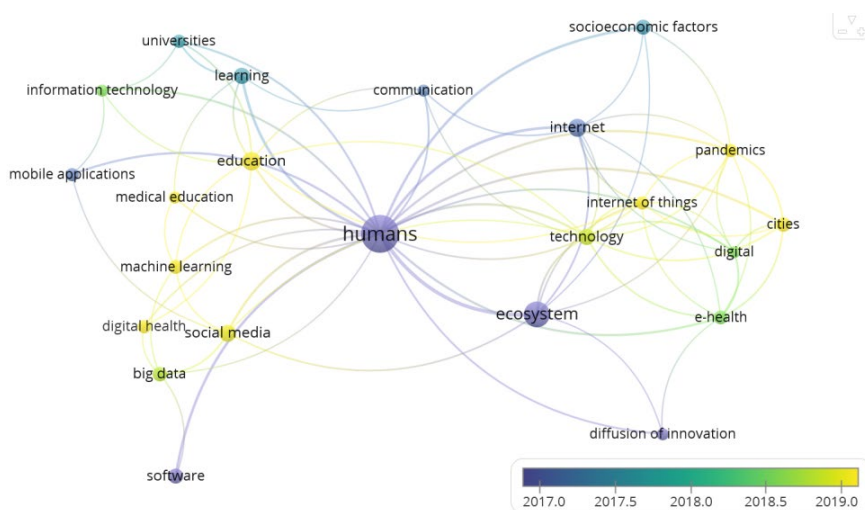 socioeconomic factors
universities
learning
information technology
communication
internet
pandemics
education
mobile applications
medical education
internet of things
cities
humans
technology
digital
machine learning
ecosystem
e-health
digital health
social media
big data
diffusion of innovation
software
2017.0 2017.5 2018.0 2018.5 2019.0